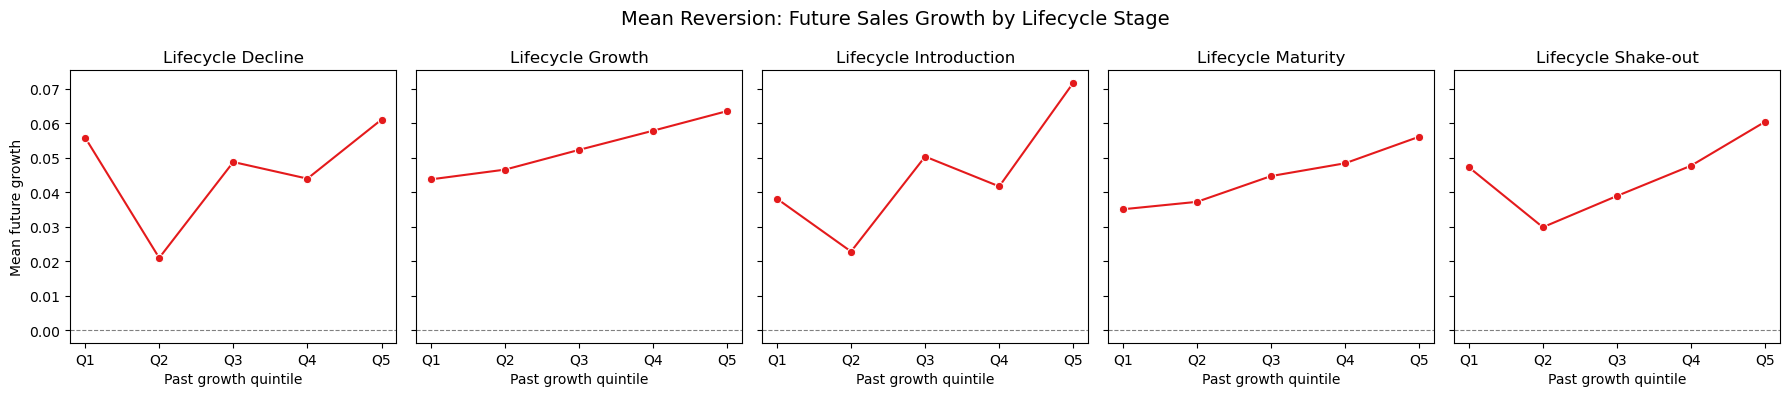 Mean Reversion: Future Sales Growth by Lifecycle Stage
Lifecycle Decline
Lifecycle Growth
Lifecycle Introduction
Lifecycle Maturity
Lifecycle Shake-out
Mean future growth
0.07
0.06
0.05
0.04
0.03
0.02
0.01
0.00
Q1 Q2 Q3 Q4 Q5
Q1 Q2 Q3 Q4 Q5
Q1 Q2 Q3 Q4 Q5
Q1 Q2 Q3 Q4 Q5
Q1 Q2 Q3 Q4 Q5
Past growth quintile
Past growth quintile
Past growth quintile
Past growth quintile
Past growth quintile